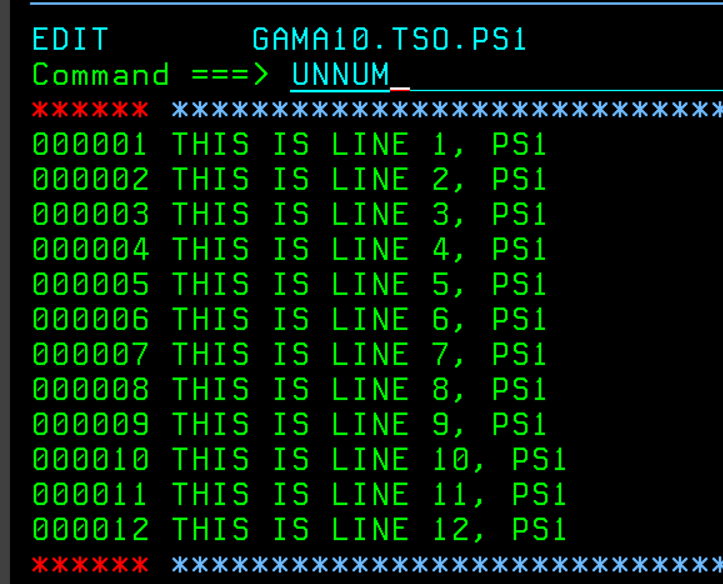 EDIT GAMA10.TSO.PS1
Command ===> UNNUM_
****** *****************************
000001 THIS IS LINE 1, PS1
000002 THIS IS LINE 2, PS1
000003 THIS IS LINE 3, PS1
000004 THIS IS LINE 4, PS1
000005 THIS IS LINE 5, PS1
000006 THIS IS LINE 6, PS1
000007 THIS IS LINE 7, PS1
000008 THIS IS LINE 8, PS1
000009 THIS IS LINE 9, PS1
000010 THIS IS LINE 10, PS1
000011 THIS IS LINE 11, PS1
000012 THIS IS LINE 12, PS1
****** *****************************